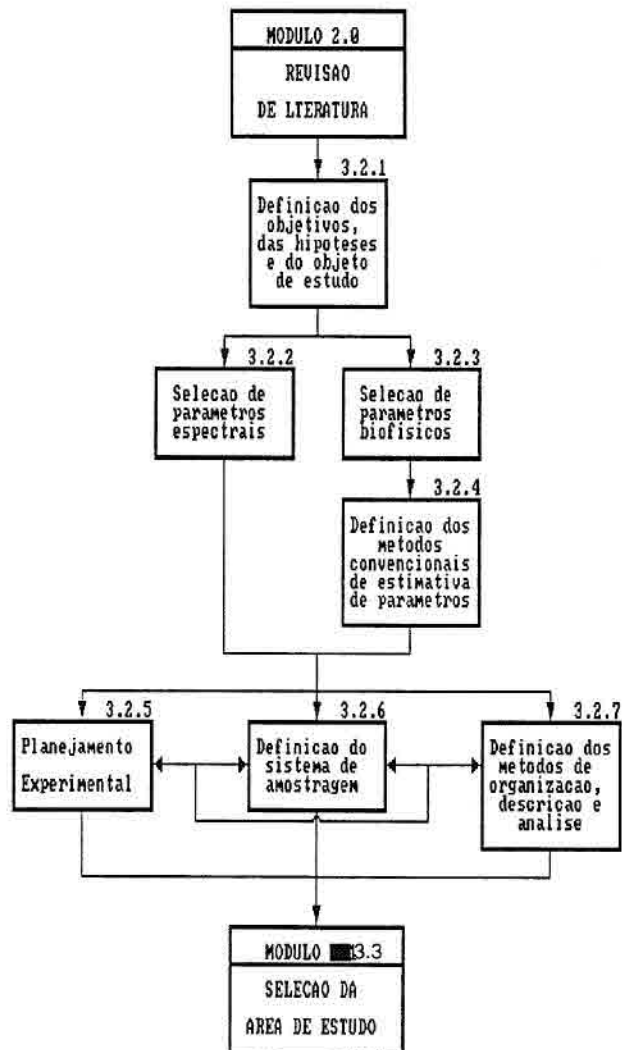 MODULO 2.0
REVISAO
DE LTERATURA
3.2.1
Definicao dos
objetivos,
das hipoteses
e do objeto
de estudo
3.2.2
Selecao de
parametros
espectrais
3.2.3
Selecao de
parametros
biofisicos
3.2.4
Definicao dos
metodos
convencionais
de estimativa
de parametros
3.2.5
Planejamento
Experimental
3.2.6
Definicao do
sistema de
amostragem
3.2.7
Definicao dos
metodos de
organizacao,
descricao e
analise
MODULO 3.3
SELECAO DA
AREA DE ESTUDO